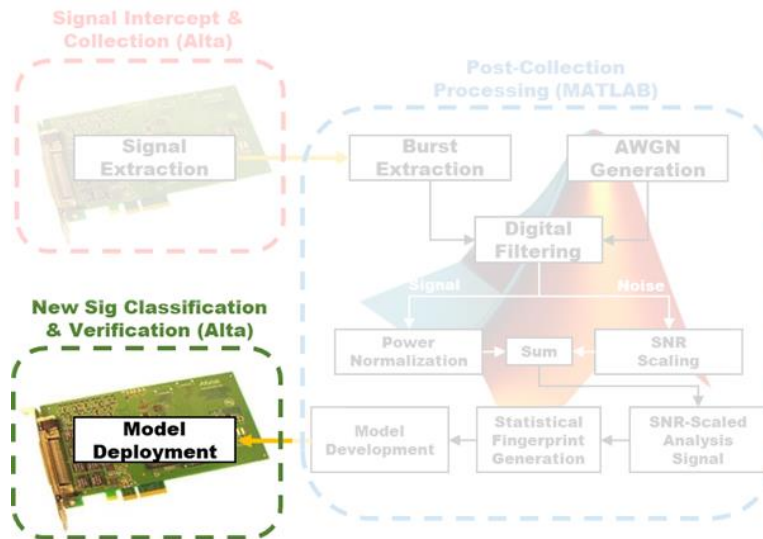 Signal Intercept &
Collection (Alta)
Signal
Extraction
Post-Collection
Processing (MATLAB)
Burst
Extraction
AWGN
Generation
Digital
Filtering
Signal
Noise
Power
Normalization
Sum
SNR
Scaling
New Sig Classification
& Verification (Alta)
Model
Deployment
Model
Development
Statistical
Fingerprint
Generation
SNR-Scaled
Analysis
Signal